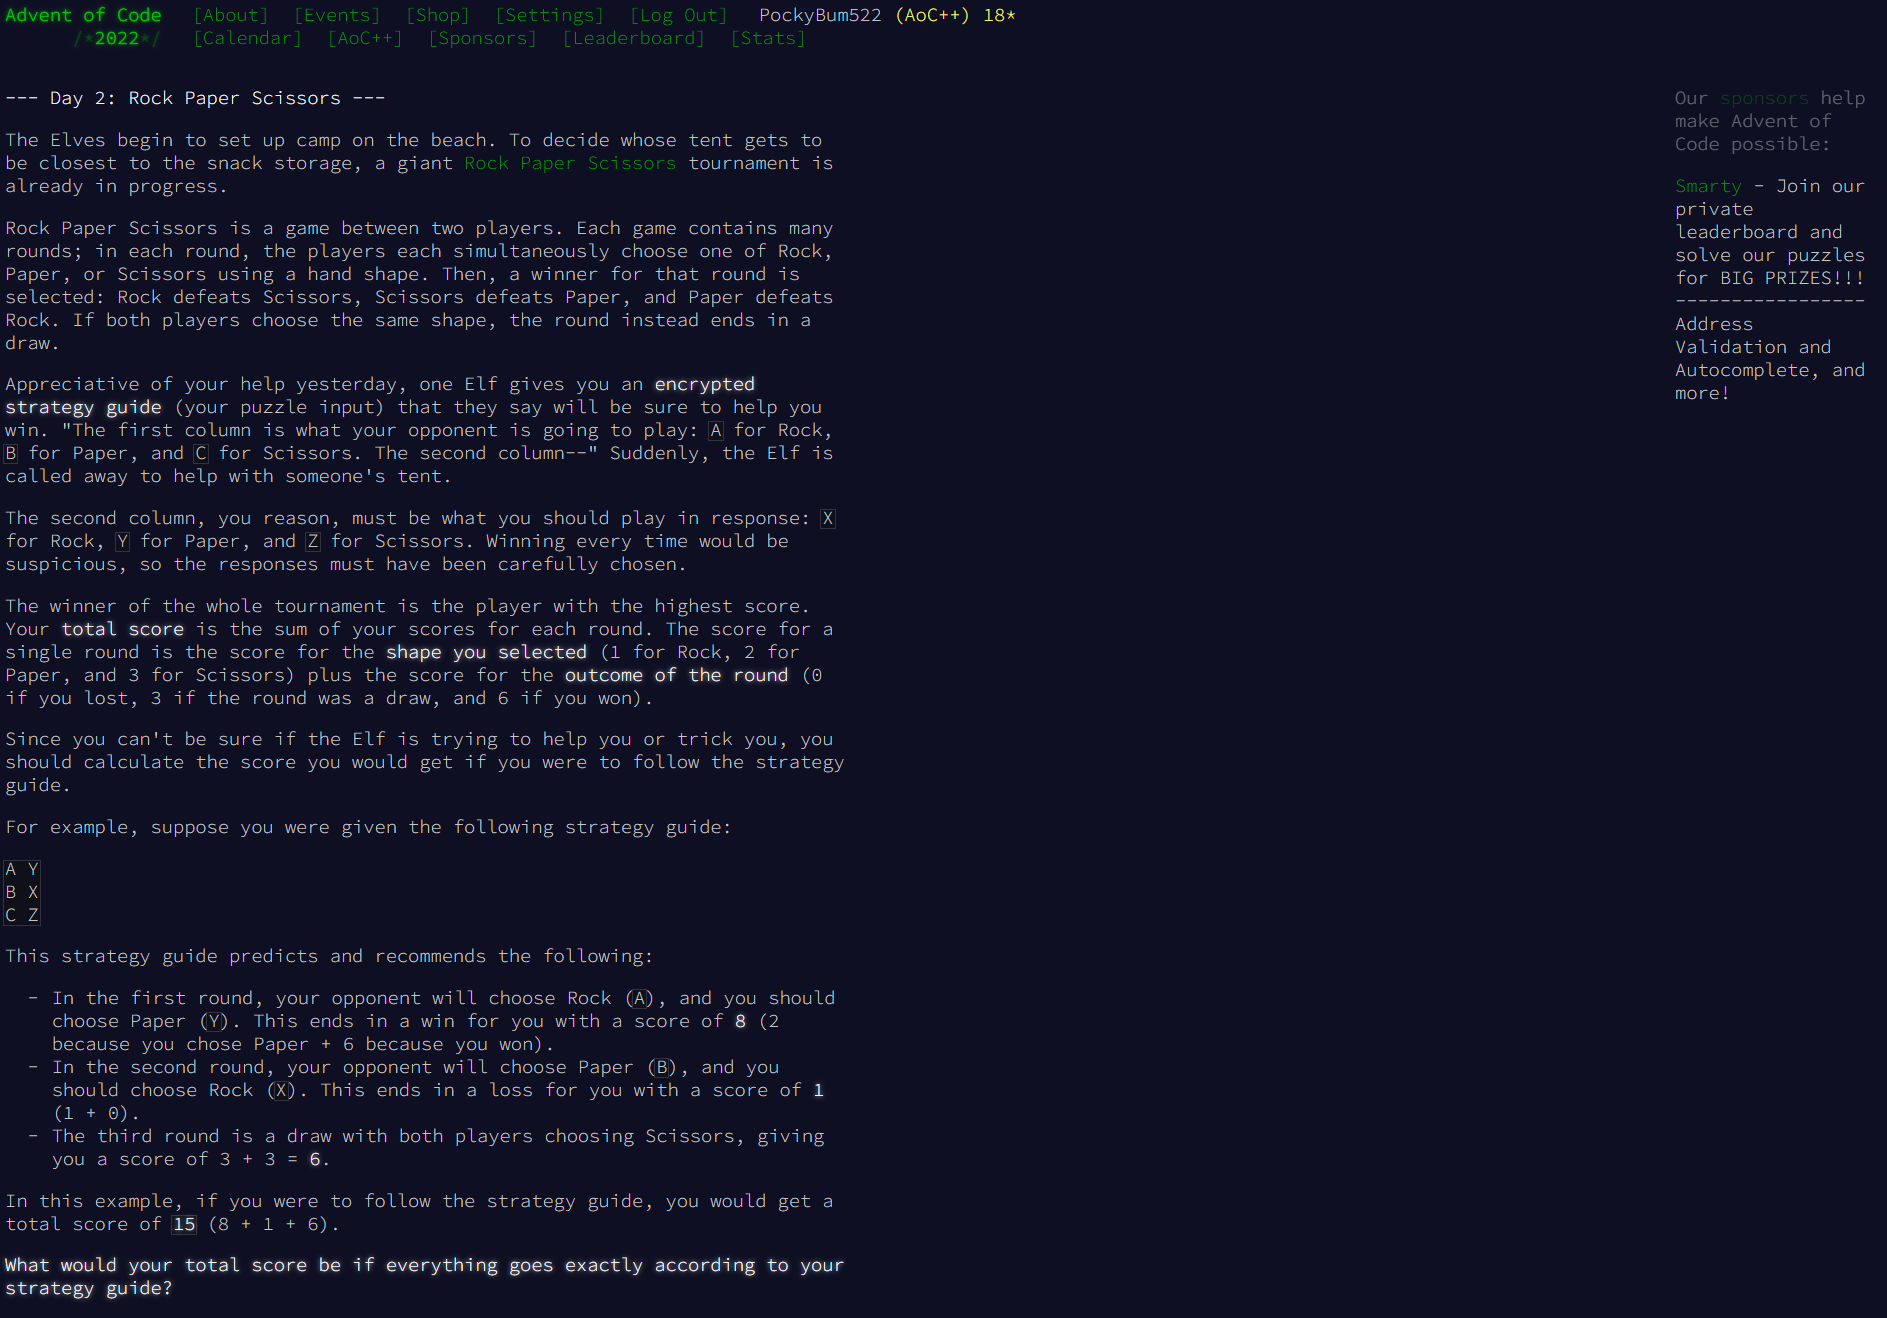 Advent of Code [About] [Events] [Shop] [Settings] [Log Out] PockyBum522 (AoC++) 18*
/*2022*/ [Calendar] [AoC++] [Sponsors] [Leaderboard] [Stats]
--- Day 2: Rock Paper Scissors ---
The Elves begin to set up camp on the beach. To decide whose tent gets to
be closest to the snack storage, a giant Rock Paper Scissors tournament is
already in progress.
Rock Paper Scissors is a game between two players. Each game contains many
rounds; in each round, the players each simultaneously choose one of Rock,
Paper, or Scissors using a hand shape. Then, a winner for that round is
selected: Rock defeats Scissors, Scissors defeats Paper, and Paper defeats
Rock. If both players choose the same shape, the round instead ends in a
draw.
Appreciative of your help yesterday, one Elf gives you an encrypted
strategy guide (your puzzle input) that they say will be sure to help you
win. "The first column is what your opponent is going to play: A for Rock,
B for Paper, and C for Scissors. The second column--" Suddenly, the Elf is
called away to help with someone's tent.
The second column, you reason, must be what you should play in response: X
for Rock, Y for Paper, and Z for Scissors. Winning every time would be
suspicious, so the responses must have been carefully chosen.
The winner of the whole tournament is the player with the highest score.
Your total score is the sum of your scores for each round. The score for a
single round is the score for the shape you selected (1 for Rock, 2 for
Paper, and 3 for Scissors) plus the score for the outcome of the round (0
if you lost, 3 if the round was a draw, and 6 if you won).
Since you can't be sure if the Elf is trying to help you or trick you, you
should calculate the score you would get if you were to follow the strategy
guide.
For example, suppose you were given the following strategy guide:
A Y
B X
C Z
This strategy guide predicts and recommends the following:
- In the first round, your opponent will choose Rock (A), and you should
choose Paper (Y). This ends in a win for you with a score of 8 (2
because you chose Paper + 6 because you won).
- In the second round, your opponent will choose Paper (B), and you
should choose Rock (X). This ends in a loss for you with a score of 1
(1 + 0).
- The third round is a draw with both players choosing Scissors, giving
you a score of 3 + 3 = 6.
In this example, if you were to follow the strategy guide, you would get a
total score of 15 (8 + 1 + 6).
What would your total score be if everything goes exactly according to your
strategy guide?
Our sponsors help
make Advent of
Code possible:
Smarty - Join our
private
leaderboard and
solve our puzzles
for BIG PRIZES!!!
-----------------
Address
Validation and
Autocomplete, and
more!